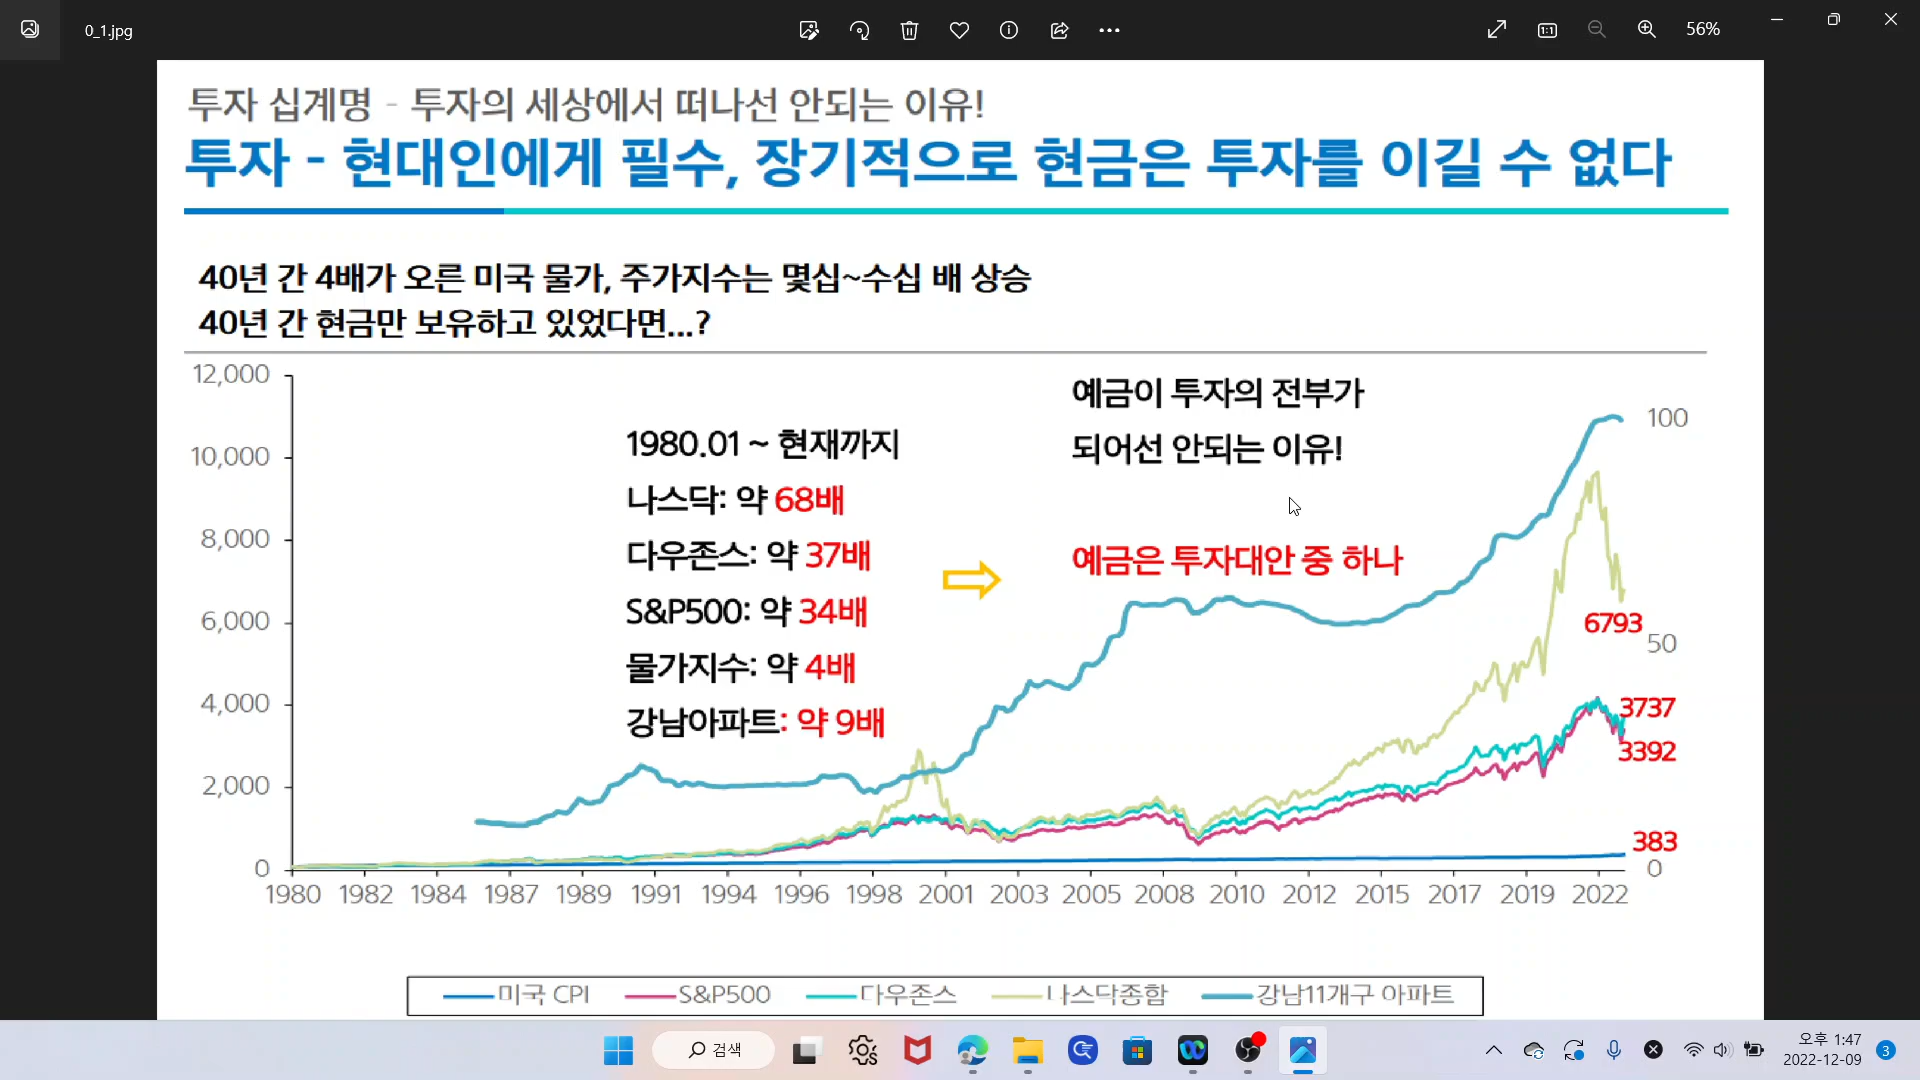 0_1.jpg
56%
투자 십계명 - 투자의 세상에서 떠나선 안되는 이유!
투자 - 현대인에게 필수, 장기적으로 현금은 투자를 이길 수 없다
40년 간 4배가 오른 미국 물가, 주가지수는 몇십~수십 배 상승
40년 간 현금만 보유하고 있었다면...?
12,000
10,000
8,000
6,000
4,000
2,000
0
1980.01 ~ 현재까지
나스닥: 약 68배
다우존스: 약 37배
S&P500: 약 34배
물가지수: 약 4배
강남아파트: 약 9배
예금이 투자의 전부가
되어선 안되는 이유!
예금은 투자대안 중 하나
100
50
0
6793
3737
3392
383
1980 1982 1984 1987 1989 1991 1994 1996 1998 2001 2003 2005 2008 2010 2012 2015 2017 2019 2022
미국 CPI S&P500 다우존스 나스닥종합 강남11개구 아파트
검색
오후 1:47
2022-12-09
3